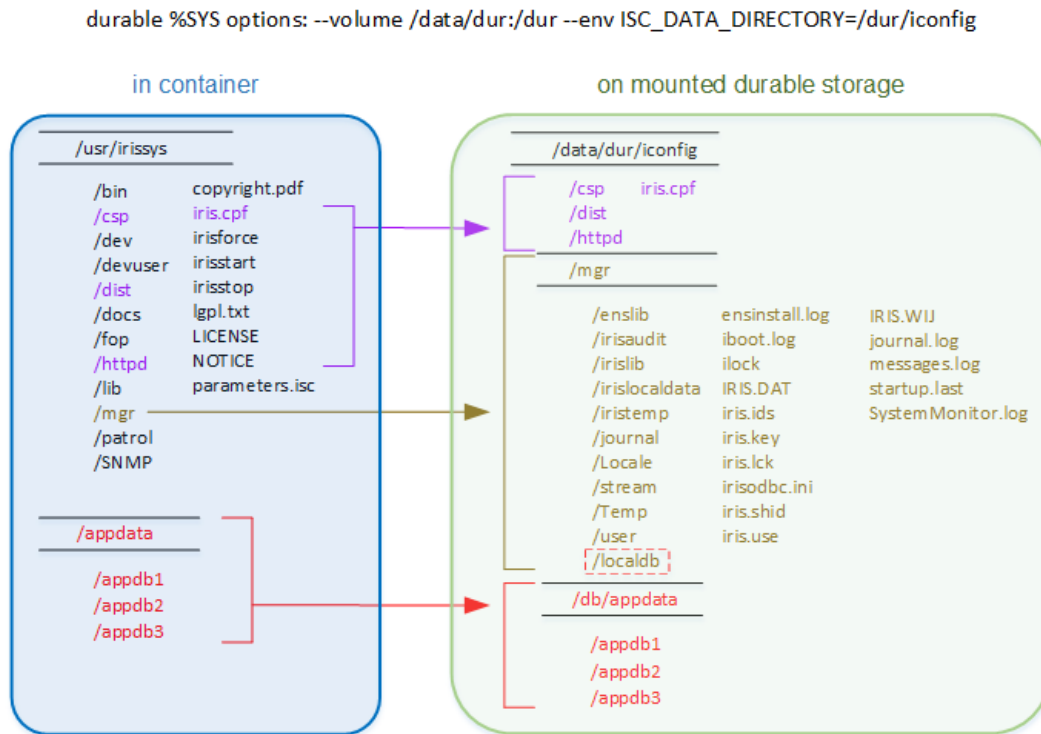 durable %SYS options: --volume /data/dur:/dur --env ISC_DATA_DIRECTORY=/dur/iconfig
in container
/usr/irissys
/bin copyright.pdf
/csp iris.cpf
/dev irisforce
/devuser irisstart
/dist irisstop
/docs lgpl.txt
/fop LICENSE
/httpd NOTICE
/lib parameters.isc
/mgr
/patrol
/SNMP
/appdata
/appdb1
/appdb2
/appdb3
on mounted durable storage
/data/dur/iconfig
/csp iris.cpf
/dist
/httpd
/mgr
/enslib ensinstall.log IRIS.WIJ
/irisaudit iboot.log journal.log
/irislib ilock messages.log
/irislocaldata IRIS.DAT startup.last
/iristemp iris.ids SystemMonitor.log
/journal iris.key
/Locale iris.lck
/stream irisodbc.ini
/Temp iris.shid
/user iris.use
/localdb
/db/appdata
/appdb1
/appdb2
/appdb3